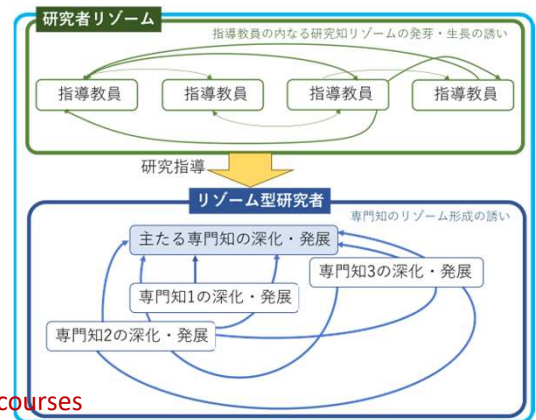 研究者リゾーム
指導教員の内なる研究知リゾームの発芽・生長の誘い
指導教員
指導教員
指導教員
指導教員
研究指導
リゾーム型研究者
専門知のリゾーム形成の誘い
主たる専門知の深化・発展
専門知3の深化・発展
専門知1の深化・発展
専門知2の深化・発展
courses